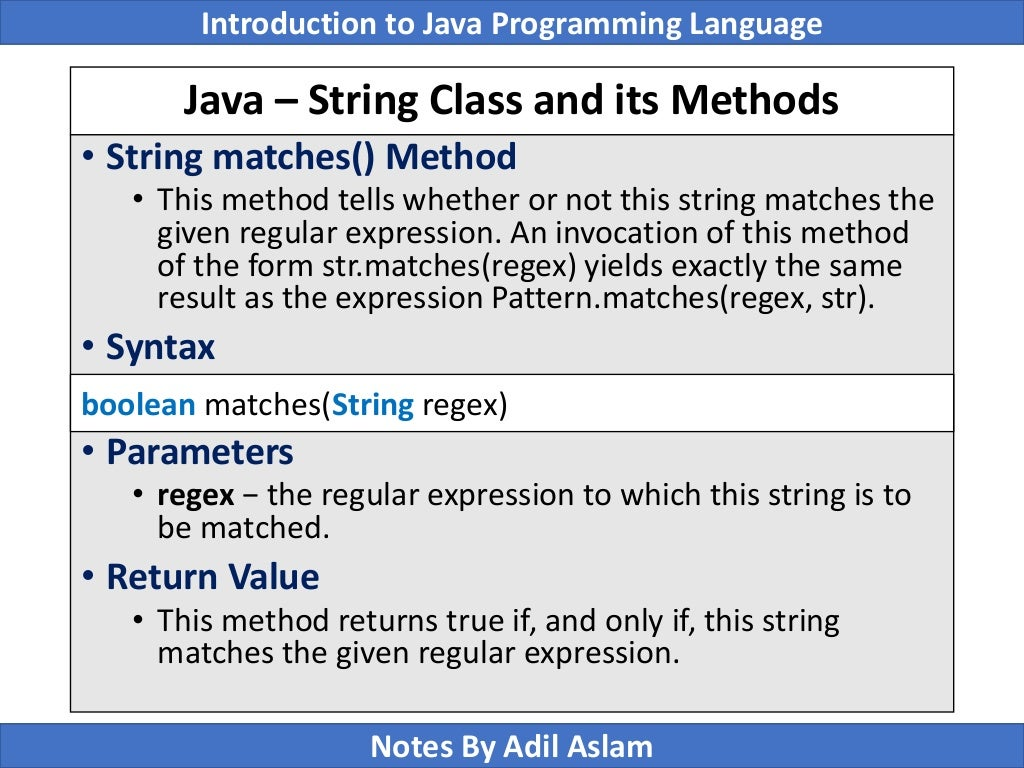 Introduction to Java Programming Language
Java – String Class and its Methods
• String matches() Method
• This method tells whether or not this string matches the
given regular expression. An invocation of this method
of the form str.matches(regex) yields exactly the same
result as the expression Pattern.matches(regex, str).
• Syntax
boolean matches(String regex)
• Parameters
• regex − the regular expression to which this string is to
be matched.
• Return Value
• This method returns true if, and only if, this string
matches the given regular expression.
Notes By Adil Aslam